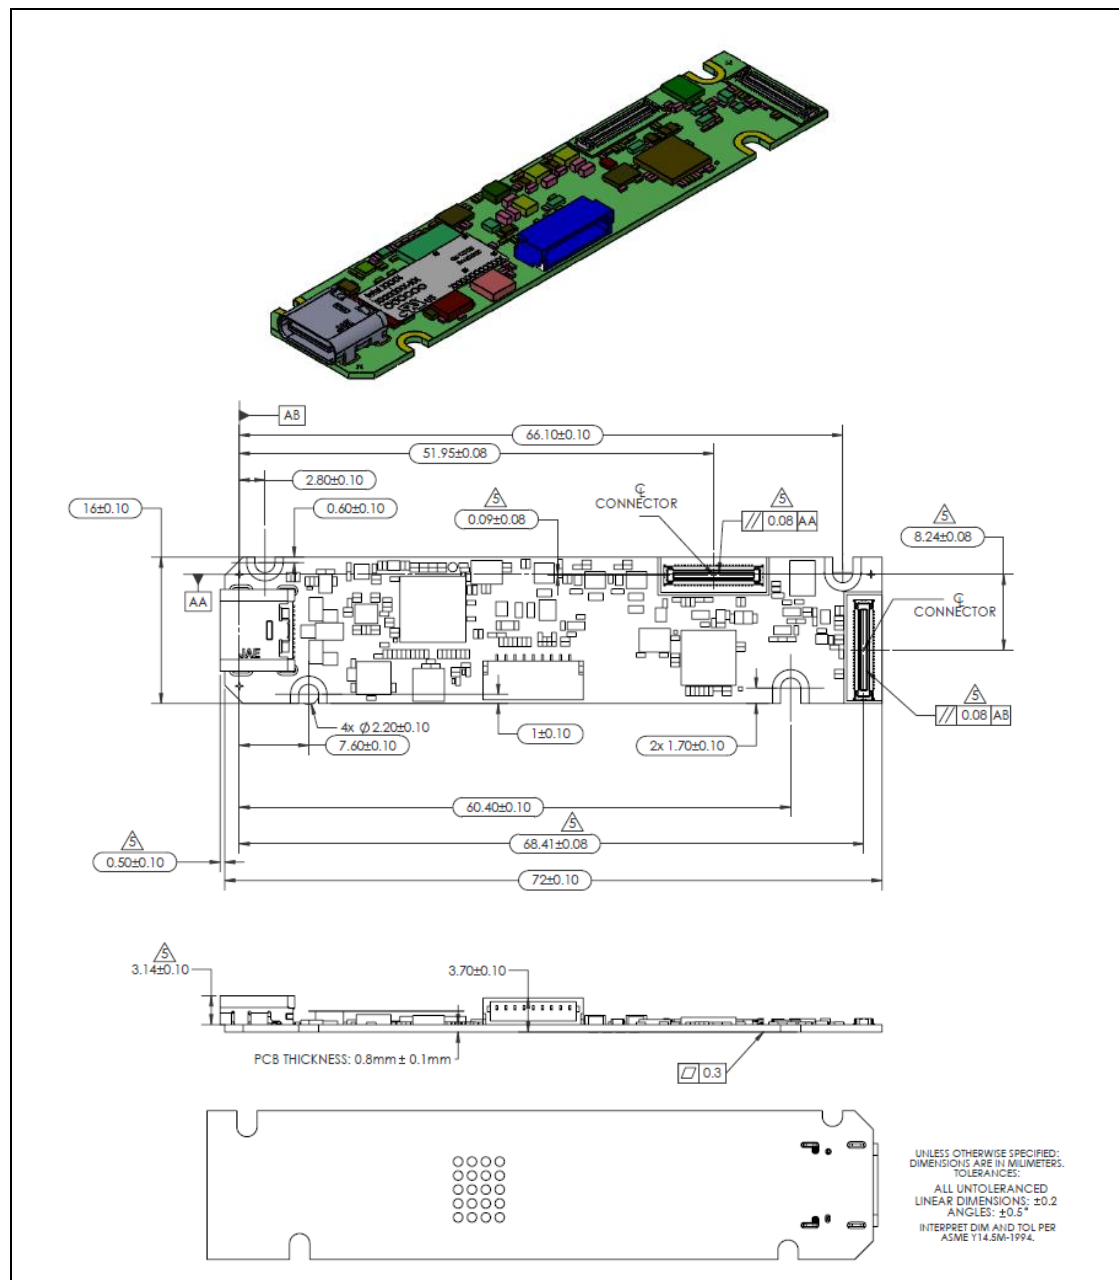 AB
66.10±0.10
51.95±0.08
2.80±0.10
16±0.10
0.60±0.10
5
0.09±0.08
℄
CONNECTOR
5
// 0.08 AA
5
8.24±0.08
AA
℄
CONNECTOR
JAE
5
// 0.08 AB
4x ⌀ 2.20±0.10
7.60±0.10
1±0.10
2x 1.70±0.10
60.40±0.10
5
68.41±0.08
5
0.50±0.10
72±0.10
5
3.14±0.10
3.70±0.10
PCB THICKNESS: 0.8mm± 0.1mm
⏥ 0.3
UNLESS OTHERWISE SPECIFIED:
DIMENSIONS ARE IN MILIMETERS.
TOLERANCES:
ALL UNTOLERANCED
LINEAR DIMENSIONS: ±0.2
ANGLES: ±0.5°
INTERPRET DIM AND TOL PER
ASME Y14.5M-1994.